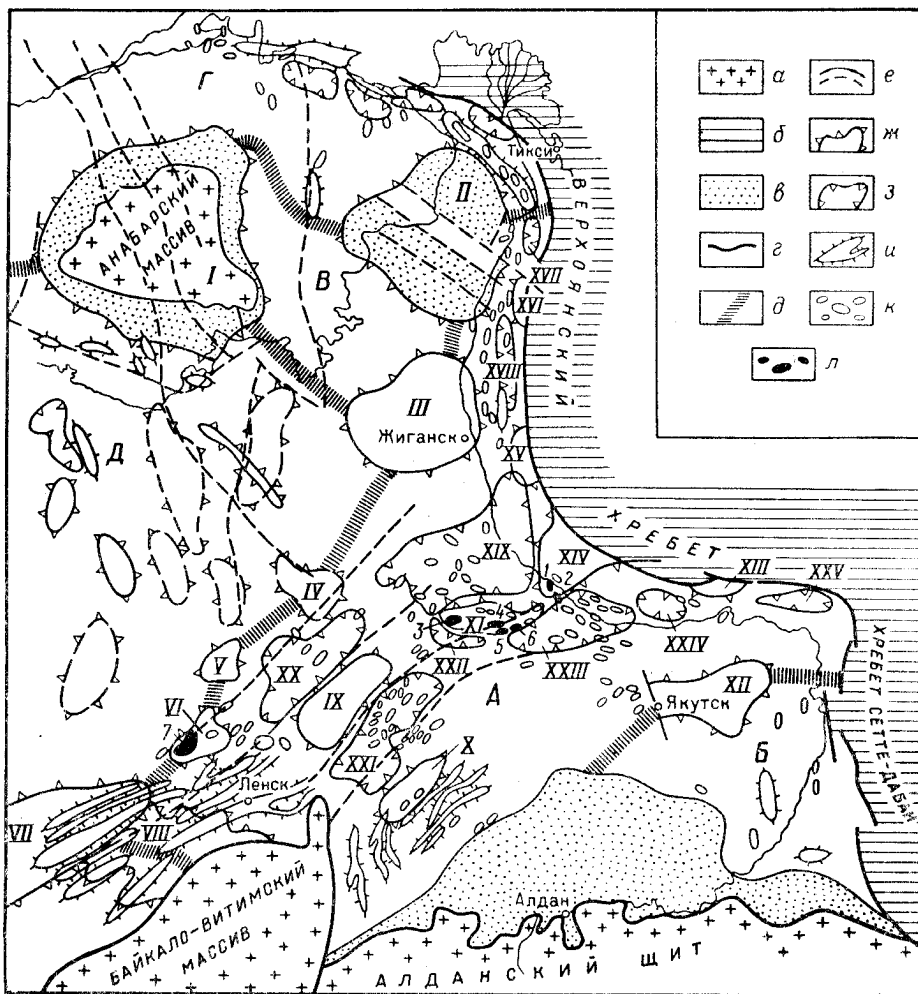 а
б
в
г
д
е
ж
з
и
к
л
Г
Тикси
АНАБАРСКИЙ
МАССИВ
I
II
В
ВЕРХОЯНСКИЙ
XVII
XVI
XVIII
III
Жиганск
XV
Д
ХРЕБЕТ
XIX
XIV
XIII
XXV
1
2
IV
3
XI
4
5
6
XXII
XXIII
XXIV
V
XX
IX
А
XII
Якутск
ХРЕБЕТ СЕТТЕ-ДАБАН
VI
7
XXI
X
Б
Ленск
VII
VIII
БАЙКАЛО-ВИТИМСКИЙ
МАССИВ
Алдан
АЛДАНСКИЙ ЩИТ